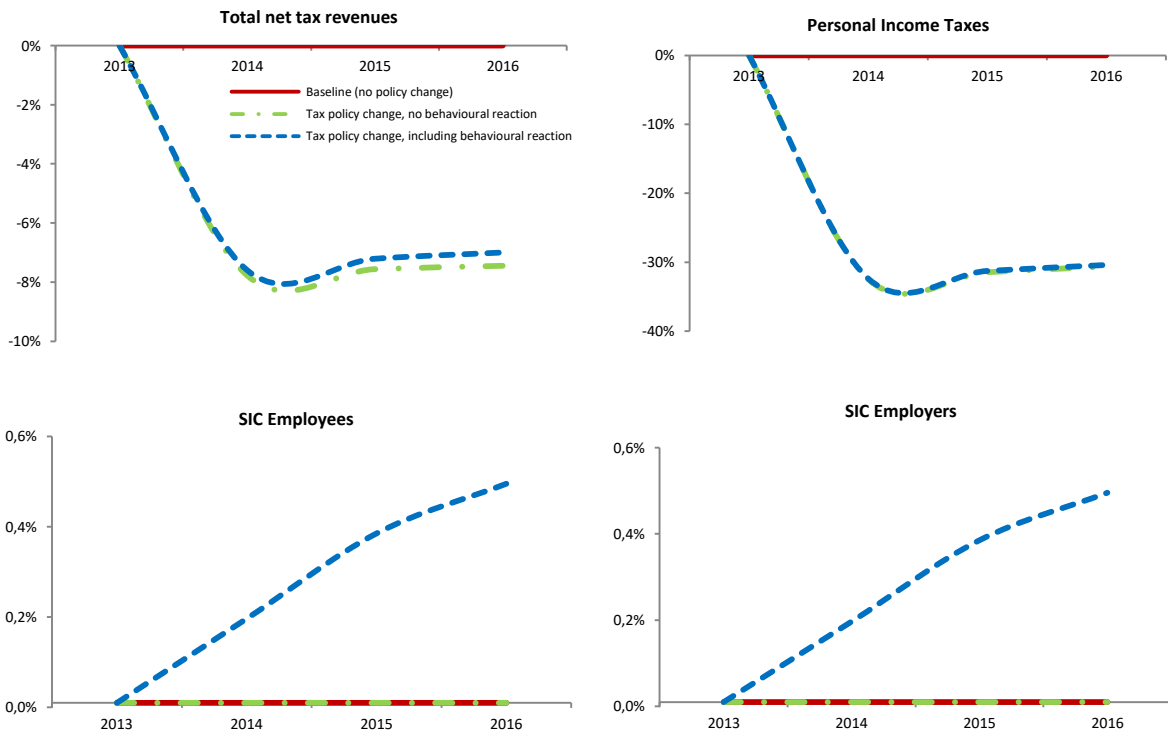 Total net tax revenues
0%
-2%
-4%
-6%
-8%
-10%
2013 2014 2015 2016
Baseline (no policy change)
Tax policy change, no behavioural reaction
Tax policy change, including behavioural reaction
Personal Income Taxes
0%
-10%
-20%
-30%
-40%
2013 2014 2015 2016
SIC Employees
0,6%
0,4%
0,2%
0,0%
2013 2014 2015 2016
SIC Employers
0,6%
0,4%
0,2%
0,0%
2013 2014 2015 2016